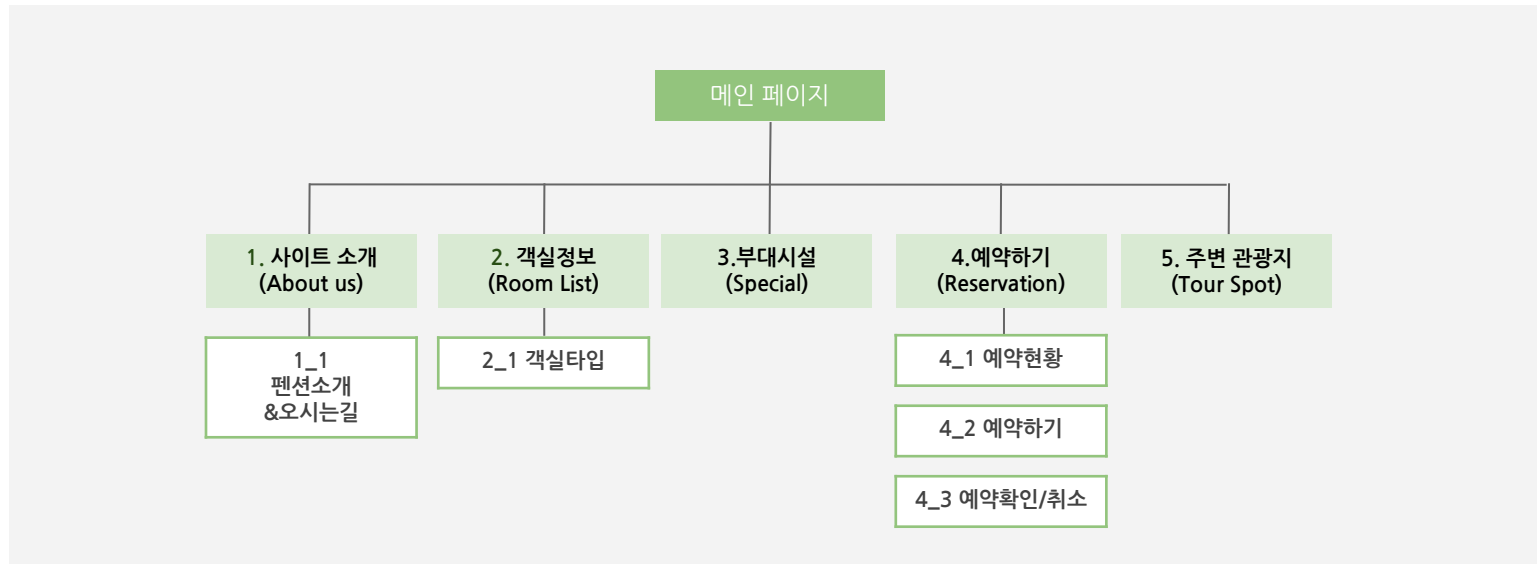 메인 페이지
1. 사이트 소개
(About us)
2. 객실정보
(Room List)
3.부대시설
(Special)
4.예약하기
(Reservation)
5. 주변 관광지
(Tour Spot)
1_1
펜션소개
&오시는길
2_1 객실타입
4_1 예약현황
4_2 예약하기
4_3 예약확인/취소